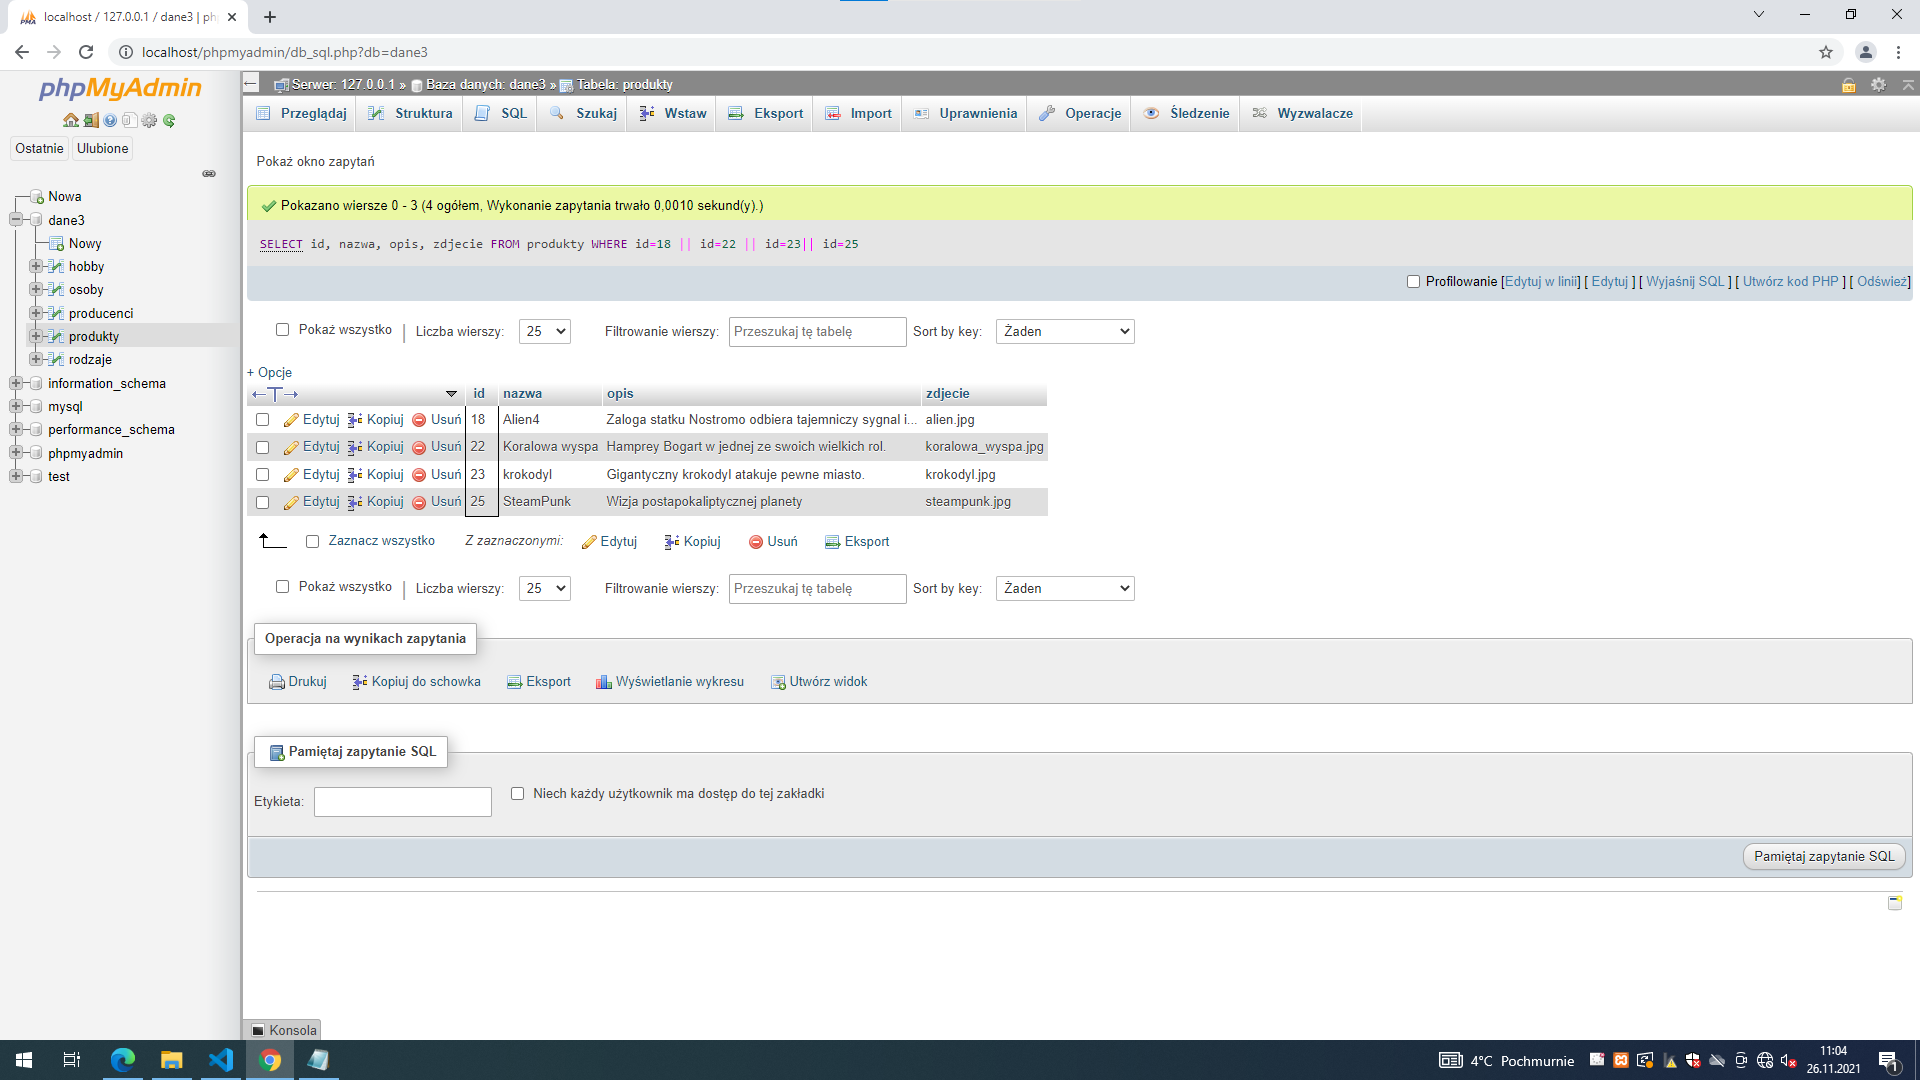 localhost / 127.0.0.1 / dane3 | ph
localhost/phpmyadmin/db_sql.php?db=dane3
phpMyAdmin
Ostatnie Ulubione
Nowa
dane3
Nowy
hobby
osoby
producenci
produkty
rodzaje
information_schema
mysql
performance_schema
phpmyadmin
test
Serwer: 127.0.0.1 » Baza danych: dane3 » Tabela: produkty
Przeglądaj Struktura SQL Szukaj Wstaw Eksport Import Uprawnienia Operacje Śledzenie Wyzwalacze
Pokaż okno zapytań
Pokazano wiersze 0 - 3 (4 ogółem, Wykonanie zapytania trwało 0,0010 sekund(y).)
SELECT id, nazwa, opis, zdjecie FROM produkty WHERE id=18 || id=22 || id=23|| id=25
Profilowanie [Edytuj w linii] [ Edytuj ] [ Wyjaśnij SQL ] [ Utwórz kod PHP ] [ Odśwież]
Pokaż wszystko | Liczba wierszy: 25 Filtrowanie wierszy: Przeszukaj tę tabelę Sort by key: Żaden
+ Opcje
←T→ id nazwa opis zdjecie
Edytuj Kopiuj Usuń 18 Alien4 Zaloga statku Nostromo odbiera tajemniczy sygnal i... alien.jpg
Edytuj Kopiuj Usuń 22 Koralowa wyspa Hamprey Bogart w jednej ze swoich wielkich rol. koralowa_wyspa.jpg
Edytuj Kopiuj Usuń 23 krokodyl Gigantyczny krokodyl atakuje pewne miasto. krokodyl.jpg
Edytuj Kopiuj Usuń 25 SteamPunk Wizja postapokaliptycznej planety steampunk.jpg
Zaznacz wszystko Z zaznaczonymi: Edytuj Kopiuj Usuń Eksport
Pokaż wszystko | Liczba wierszy: 25 Filtrowanie wierszy: Przeszukaj tę tabelę Sort by key: Żaden
Operacja na wynikach zapytania
Drukuj Kopiuj do schowka Eksport Wyświetlanie wykresu Utwórz widok
Pamiętaj zapytanie SQL
Etykieta: Niech każdy użytkownik ma dostęp do tej zakładki
Pamiętaj zapytanie SQL
Konsola
4°C Pochmurnie
11:04
26.11.2021
1